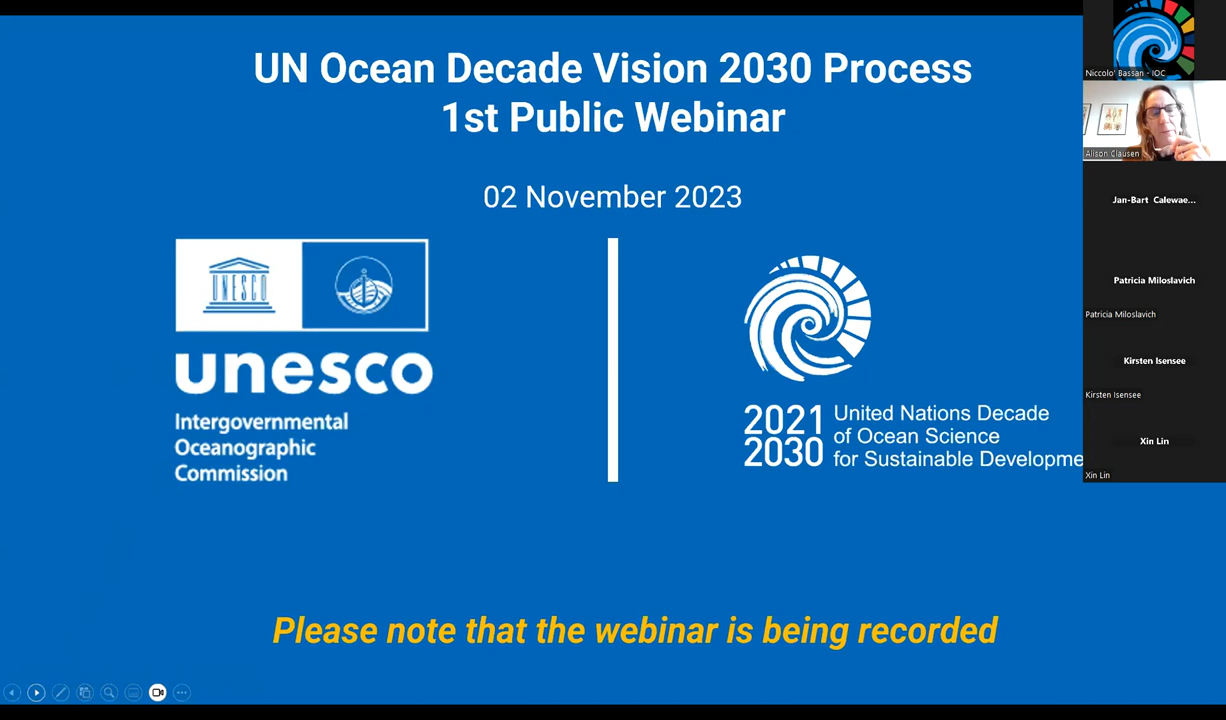 UN Ocean Decade Vision 2030 Process
1st Public Webinar
02 November 2023
UNESCO
unesco
Intergovernmental
Oceanographic
Commission
2021
2030
United Nations Decade
of Ocean Science
for Sustainable Developme
Please note that the webinar is being recorded
Niccolo' Bassan - IOC
Alison Clausen
Jan-Bart Calewae...
Patricia Miloslavich
Patricia Miloslavich
Kirsten Isensee
Kirsten Isensee
Xin Lin
Xin Lin